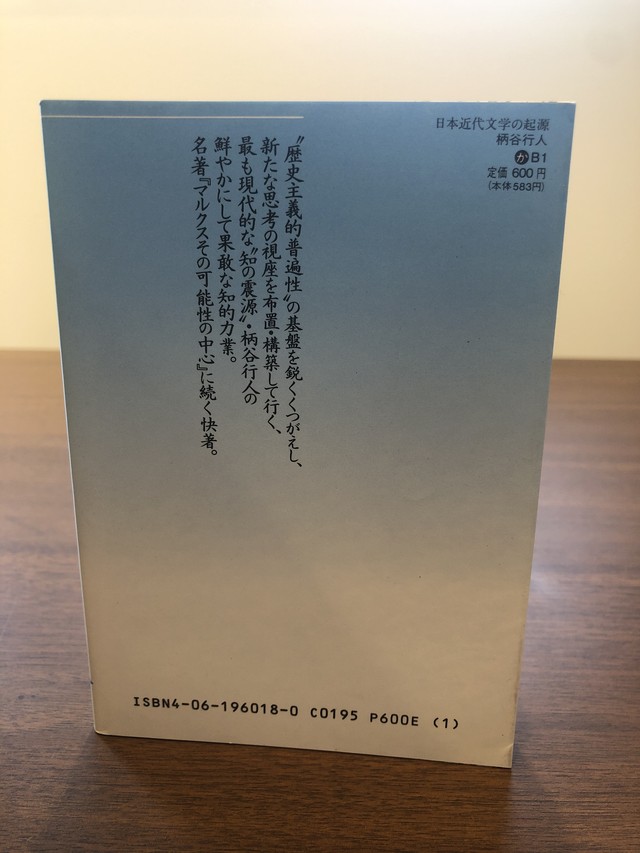 日本近代文学の起源
柄谷行人
か B1
定価 600 円
(本体 583円)
〝歴史主義的普遍性〟の基盤を鋭くくつがえし、
新たな思考の視座を布置・構築して行く、
最も現代的な〝知の震源〟・柄谷行人の
鮮やかにして果敢な知的力業。
名著『マルクスその可能性の中心』に続く快著。
ISBN4-06-196018-0 C0195 P600E (1)